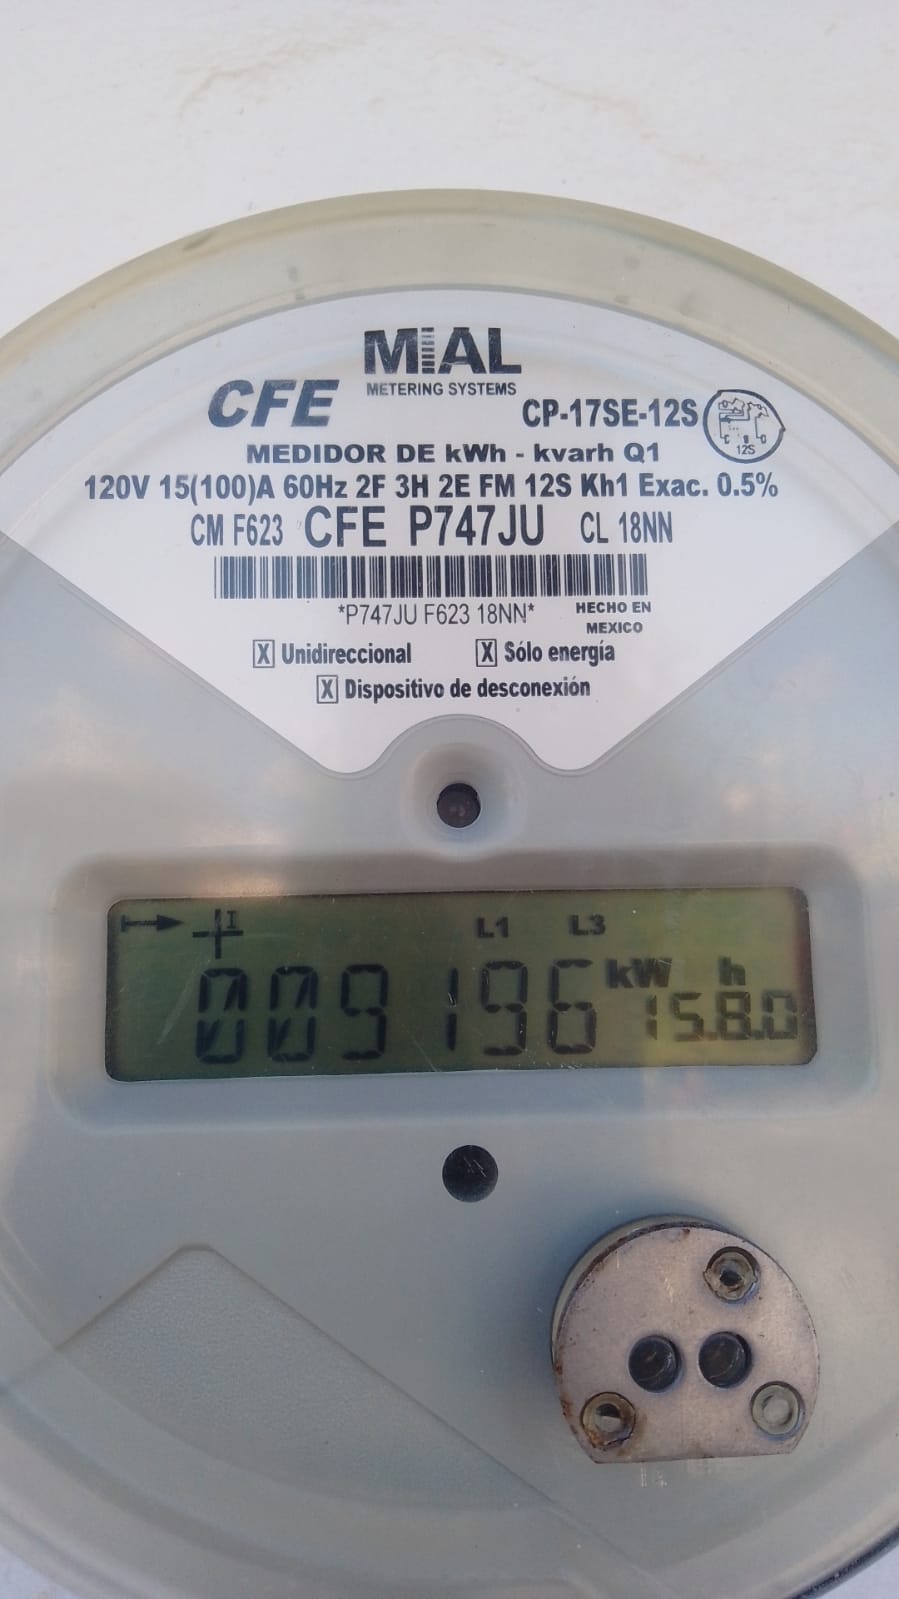 MIAL
METERING SYSTEMS
CFE
CP-17SE-12S
12S
MEDIDOR DE kWh - kvarh Q1
120V 15(100)A 60Hz 2F 3H 2E FM 12S Kh1 Exac. 0.5%
CM F623 CFE P747JU CL 18NN
*P747JU F623 18NN*
HECHO EN
MEXICO
X Unidireccional X Sólo energía
X Dispositivo de desconexión
I L1 L3
009196 kW h 15.8.0